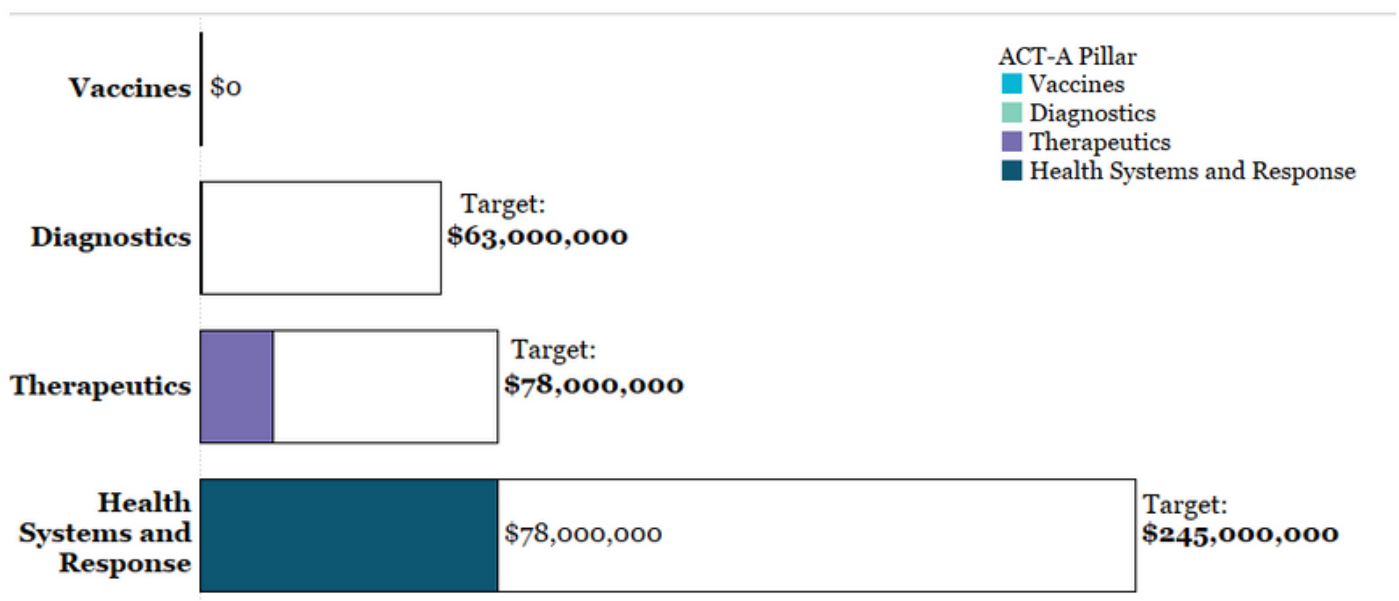 Vaccines $0
ACT-A Pillar
Vaccines
Diagnostics
Therapeutics
Health Systems and Response
Diagnostics
Target:
$63,000,000
Therapeutics
Target:
$78,000,000
Health
Systems and
Response
$78,000,000
Target:
$245,000,000